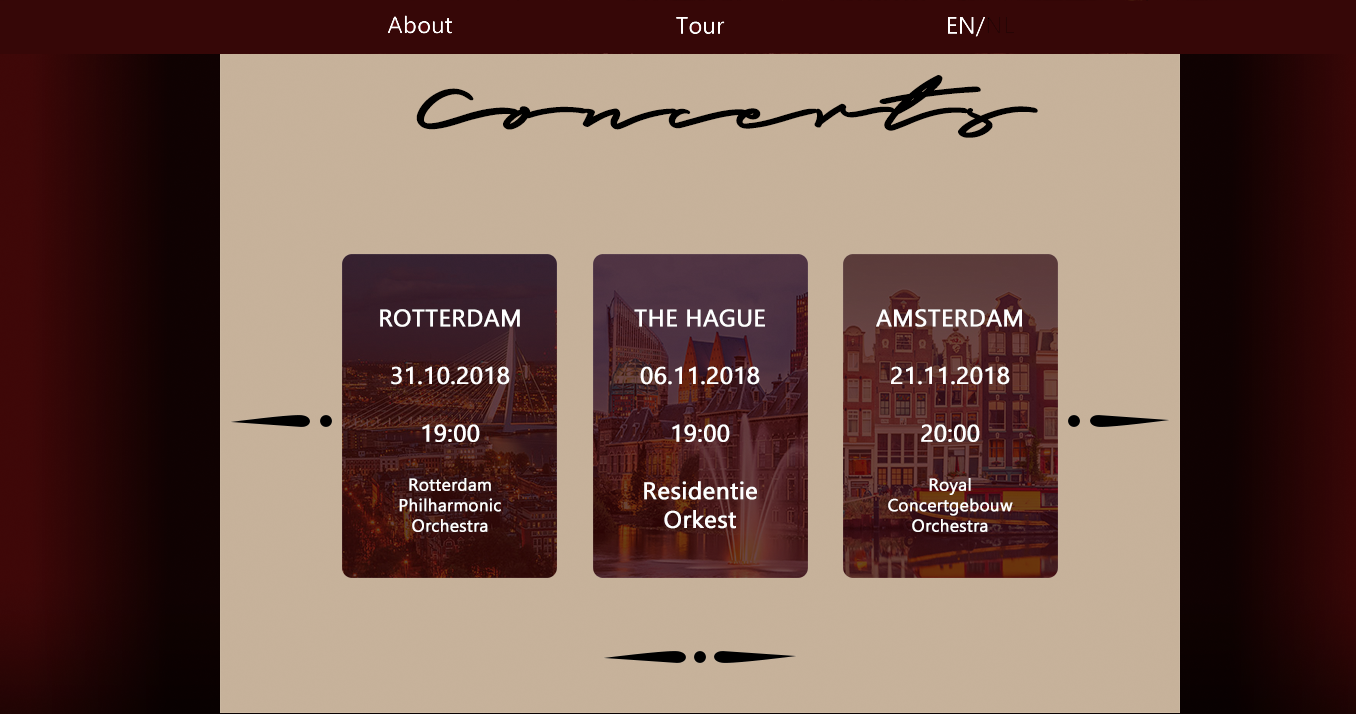 About
Tour
EN/NL
Concerts
ROTTERDAM
31.10.2018
19:00
Rotterdam
Philharmonic
Orchestra
THE HAGUE
06.11.2018
19:00
Residentie
Orkest
AMSTERDAM
21.11.2018
20:00
Royal
Concertgebouw
Orchestra